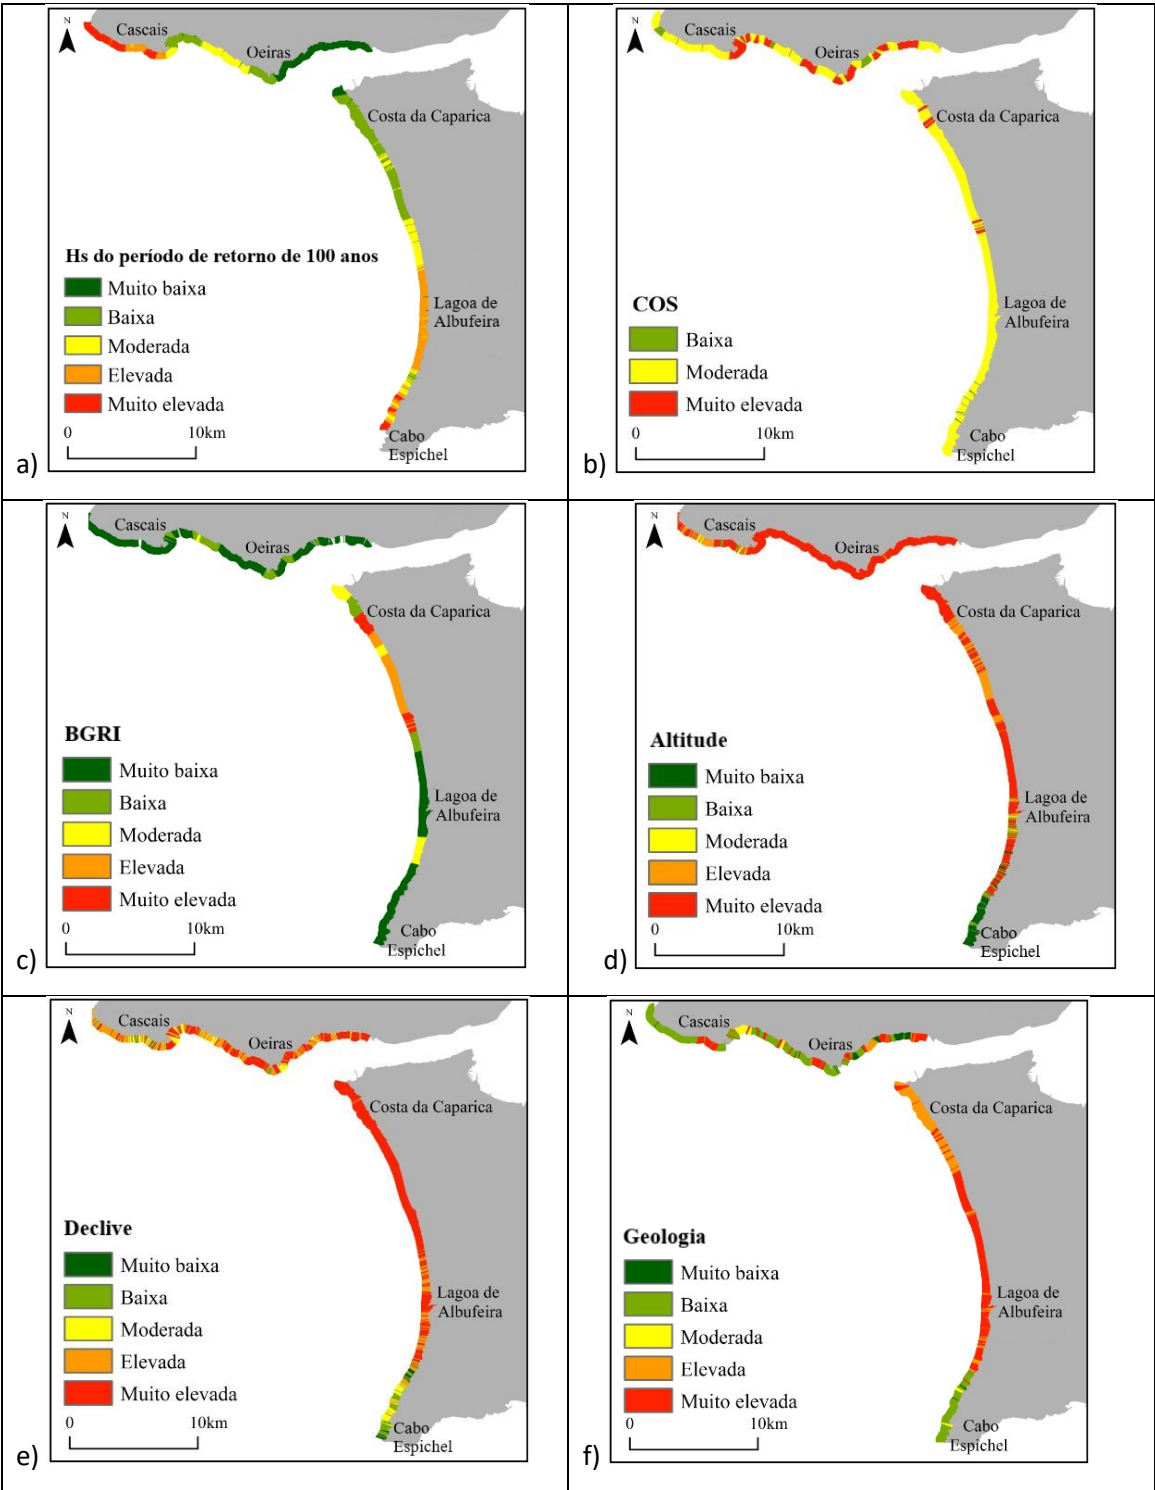 N
Cascais
Oeiras
Costa da Caparica
Hs do período de retorno de 100 anos
Muito baixa
Baixa
Moderada
Elevada
Muito elevada
Lagoa de
Albufeira
0 10km
Cabo
Espichel
a)
N
Cascais
Oeiras
Costa da Caparica
COS
Baixa
Moderada
Muito elevada
Lagoa de
Albufeira
0 10km
Cabo
Espichel
b)
N
Cascais
Oeiras
Costa da Caparica
BGRI
Muito baixa
Baixa
Moderada
Elevada
Muito elevada
Lagoa de
Albufeira
0 10km
Cabo
Espichel
c)
N
Cascais
Oeiras
Costa da Caparica
Altitude
Muito baixa
Baixa
Moderada
Elevada
Muito elevada
Lagoa de
Albufeira
0 10km
Cabo
Espichel
d)
N
Cascais
Oeiras
Costa da Caparica
Declive
Muito baixa
Baixa
Moderada
Elevada
Muito elevada
Lagoa de
Albufeira
0 10km
Cabo
Espichel
e)
N
Cascais
Oeiras
Costa da Caparica
Geologia
Muito baixa
Baixa
Moderada
Elevada
Muito elevada
Lagoa de
Albufeira
0 10km
Cabo
Espichel
f)